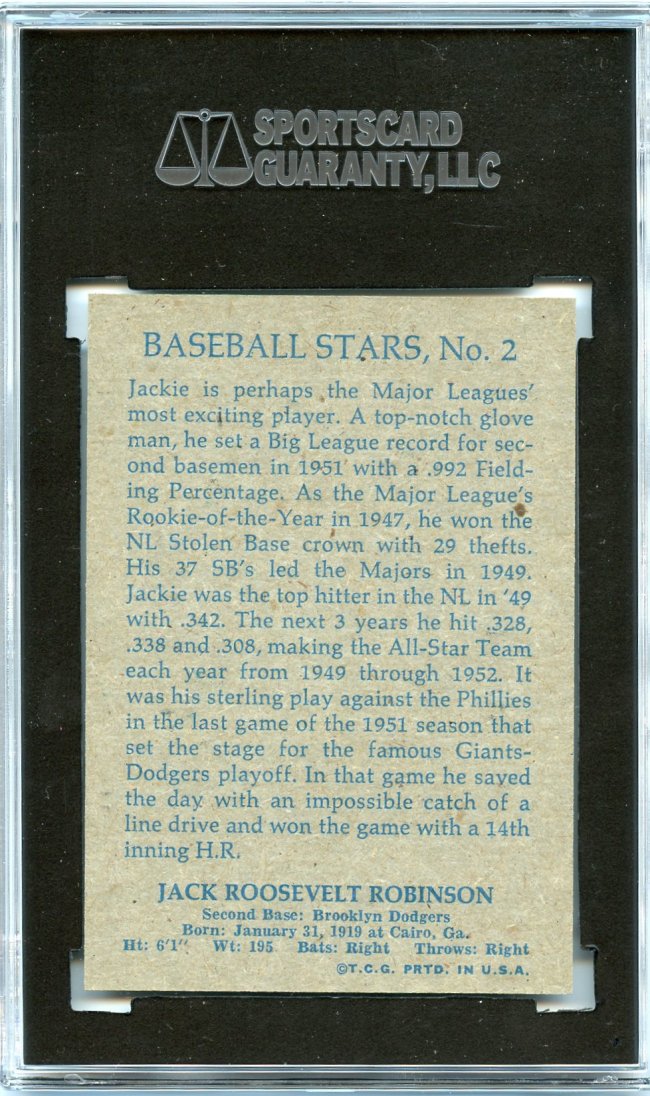 SPORTSCARD
GUARANTY, LLC
BASEBALL STARS, No. 2
Jackie is perhaps the Major Leagues'
most exciting player. A top-notch glove
man, he set a Big League record for sec-
ond basemen in 1951 with a .992 Field-
ing Percentage. As the Major League's
Rookie-of-the-Year in 1947, he won the
NL Stolen Base crown with 29 thefts.
His 37 SB's led the Majors in 1949.
Jackie was the top hitter in the NL in '49
with .342. The next 3 years he hit .328,
.338 and .308, making the All-Star Team
each year from 1949 through 1952. It
was his sterling play against the Phillies
in the last game of the 1951 season that
set the stage for the famous Giants-
Dodgers playoff. In that game he saved
the day with an impossible catch of a
line drive and won the game with a 14th
inning H.R.
JACK ROOSEVELT ROBINSON
Second Base: Brooklyn Dodgers
Born: January 31, 1919 at Cairo, Ga.
Ht: 6'1" Wt: 195 Bats: Right Throws: Right
©T.C.G. PRTD. IN U.S.A.